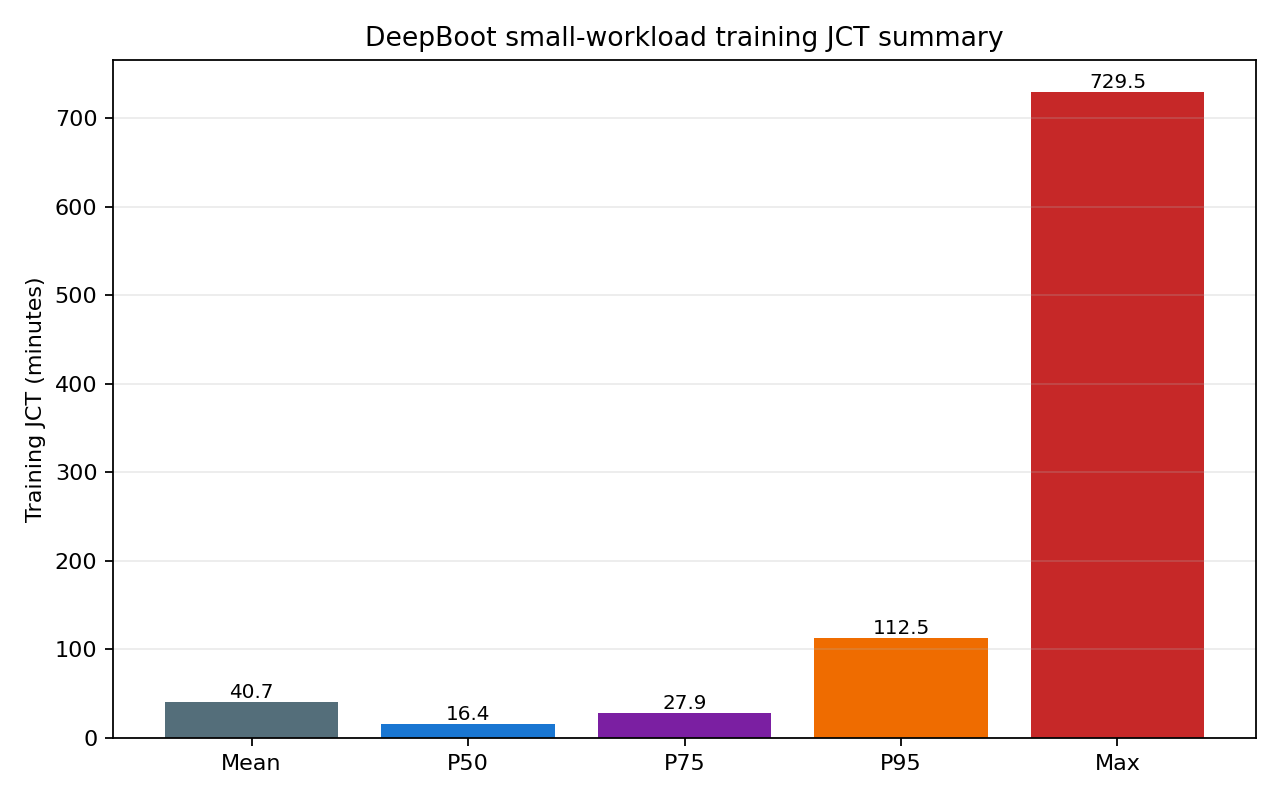 DeepBoot small-workload training JCT summary
Training JCT (minutes)
700
600
500
400
300
200
100
0
40.7
16.4
27.9
112.5
729.5
Mean
P50
P75
P95
Max